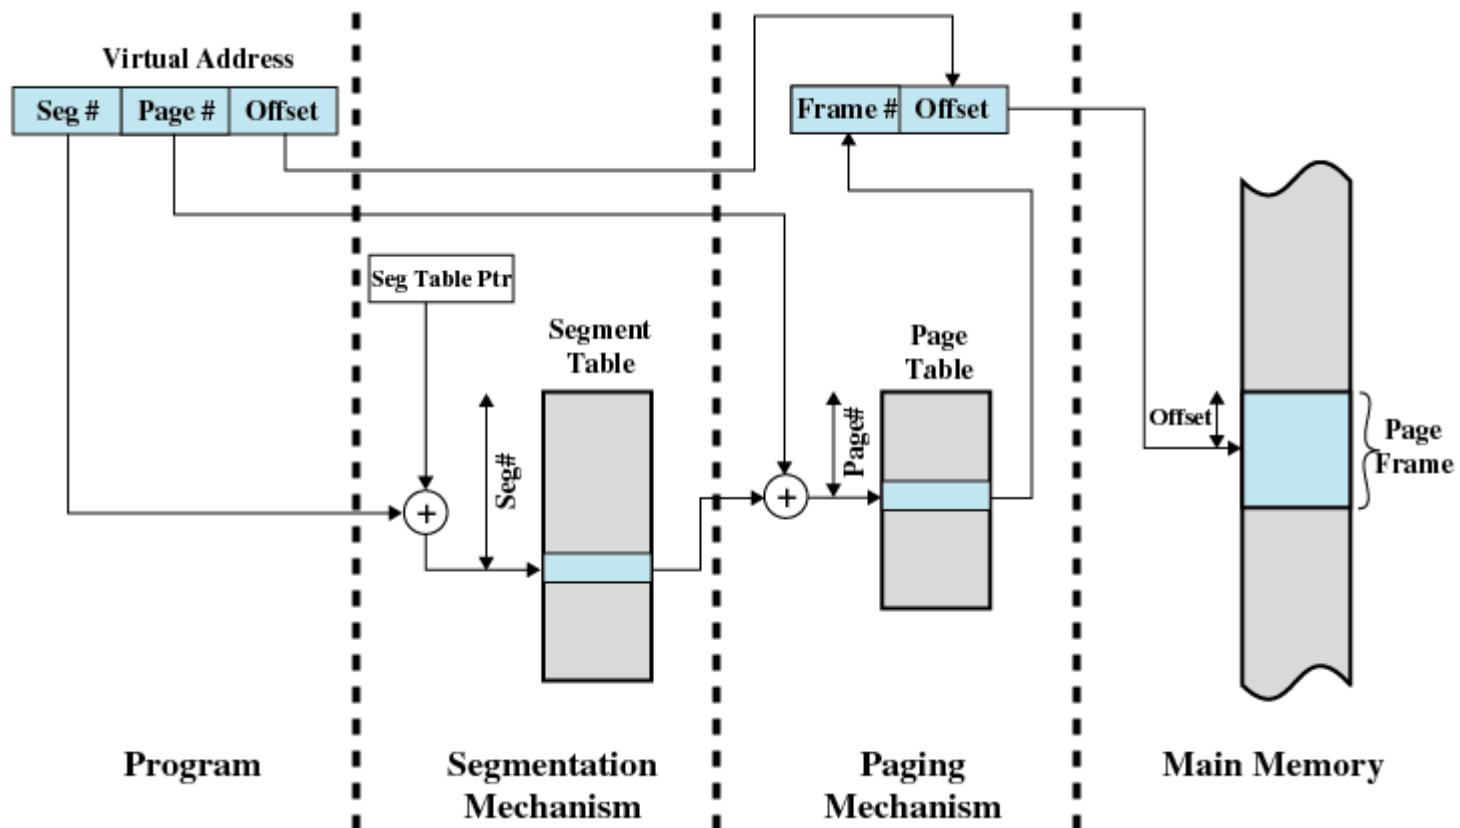 Virtual Address
Seg # Page # Offset
Frame # Offset
Seg Table Ptr
Segment
Table
Page
Table
Seg#
Page#
+
+
Offset
Page
Frame
Program
Segmentation
Mechanism
Paging
Mechanism
Main Memory